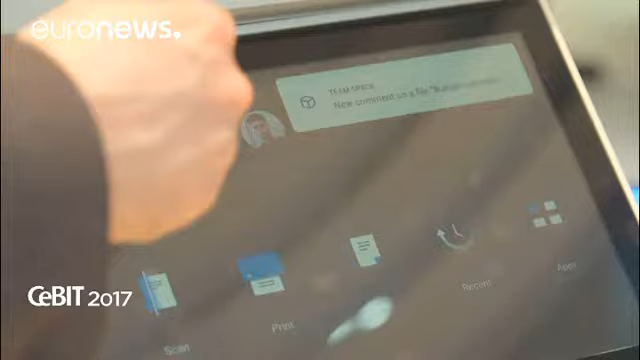 euronews.
TEAM SPACE
New comment on a file
Scan
Print
Recent
Apps
CeBIT 2017